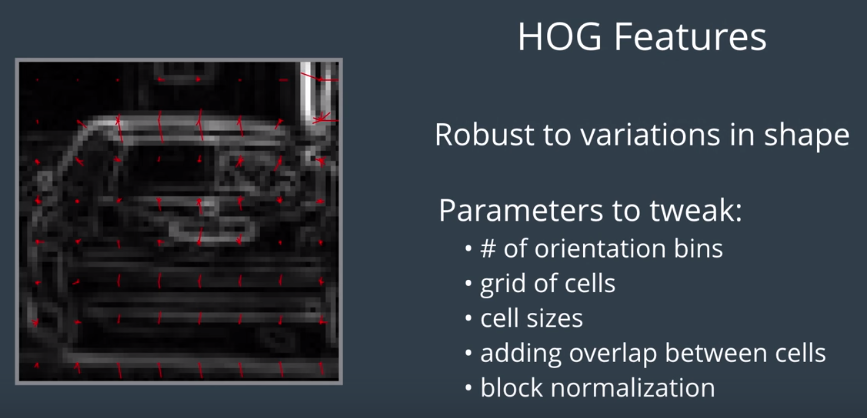 HOG Features
Robust to variations in shape
Parameters to tweak:
• # of orientation bins
• grid of cells
• cell sizes
• adding overlap between cells
• block normalization